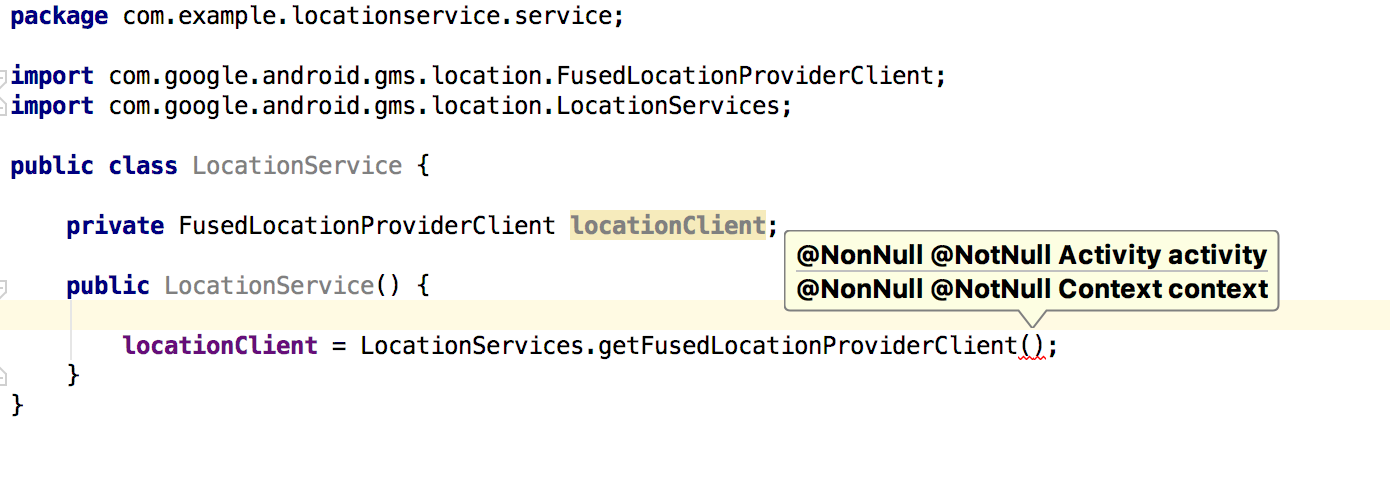 package com.example.locationservice.service;
import com.google.android.gms.location.FusedLocationProviderClient;
import com.google.android.gms.location.LocationServices;
public class LocationService {
private FusedLocationProviderClient locationClient;
@NonNull @NotNull Activity activity
@NonNull @NotNull Context context
public LocationService() {
locationClient = LocationServices.getFusedLocationProviderClient();
}
}